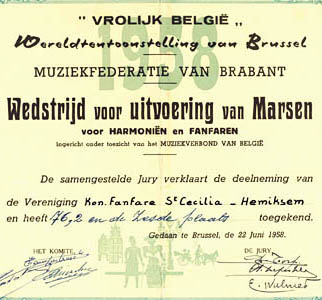 " VROLIJK BELGIË „
Wereldtentoonstelling van Brussel
1958
MUZIEKFEDERATIE VAN BRABANT
Wedstrijd voor uitvoering van Marsen
voor HARMONIËN en FANFAREN
ingericht onder toezicht van het MUZIEKVERBOND VAN BELGIË
De samengestelde Jury verklaart de deelneming van
de Vereniging Kon. Fanfare St Cecilia - Hemiksem
en heeft 76,2 en de Zesde plaats toegekend.
Gedaan te Brussel, de 22 Juni 1958.
HET KOMITE, DE JURY,